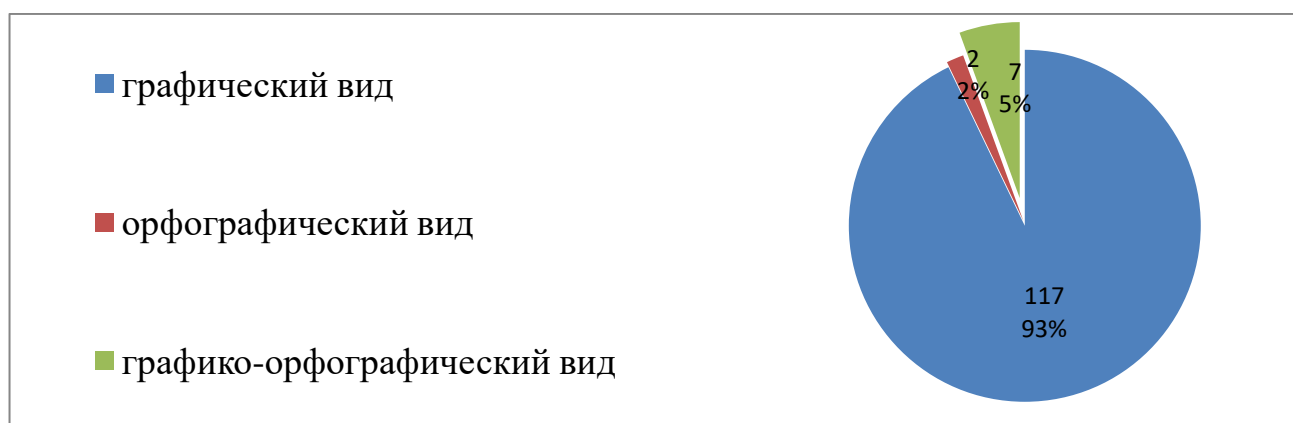 графический вид
орфографический вид
графико-орфографический вид
2
2%
7
5%
117
93%